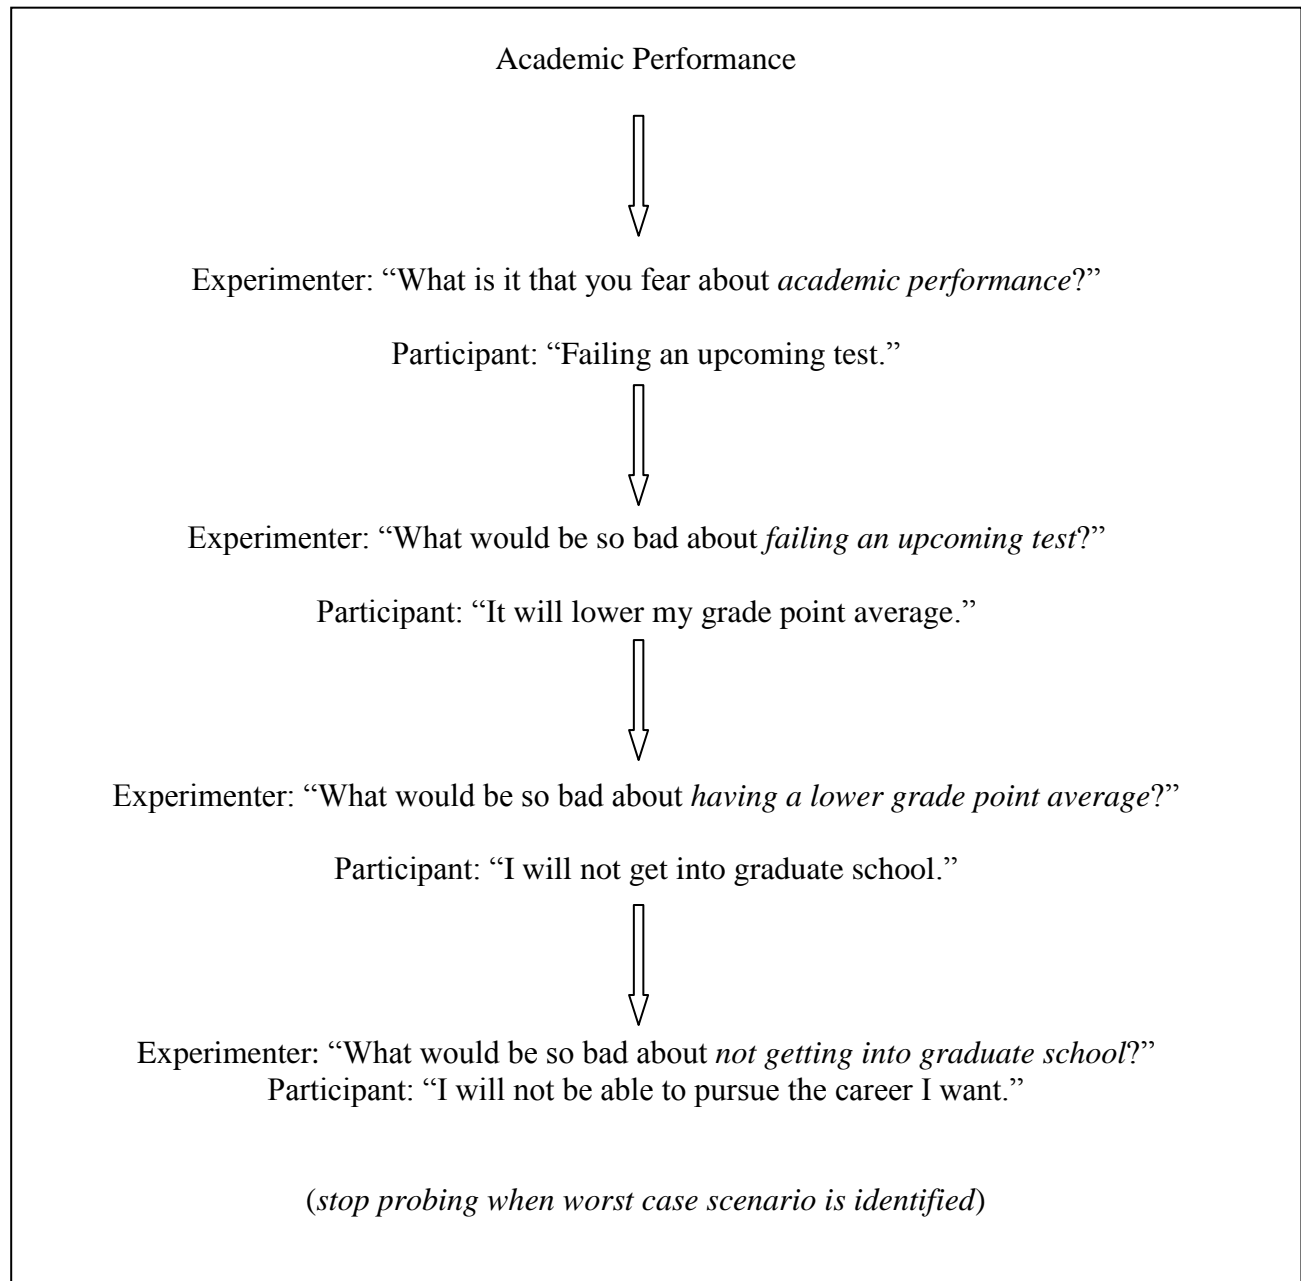 Academic Performance
Experimenter: “What is it that you fear about academic performance?”
Participant: “Failing an upcoming test.”
Experimenter: “What would be so bad about failing an upcoming test?”
Participant: “It will lower my grade point average.”
Experimenter: “What would be so bad about having a lower grade point average?”
Participant: “I will not get into graduate school.”
Experimenter: “What would be so bad about not getting into graduate school?”
Participant: “I will not be able to pursue the career I want.”
(stop probing when worst case scenario is identified)